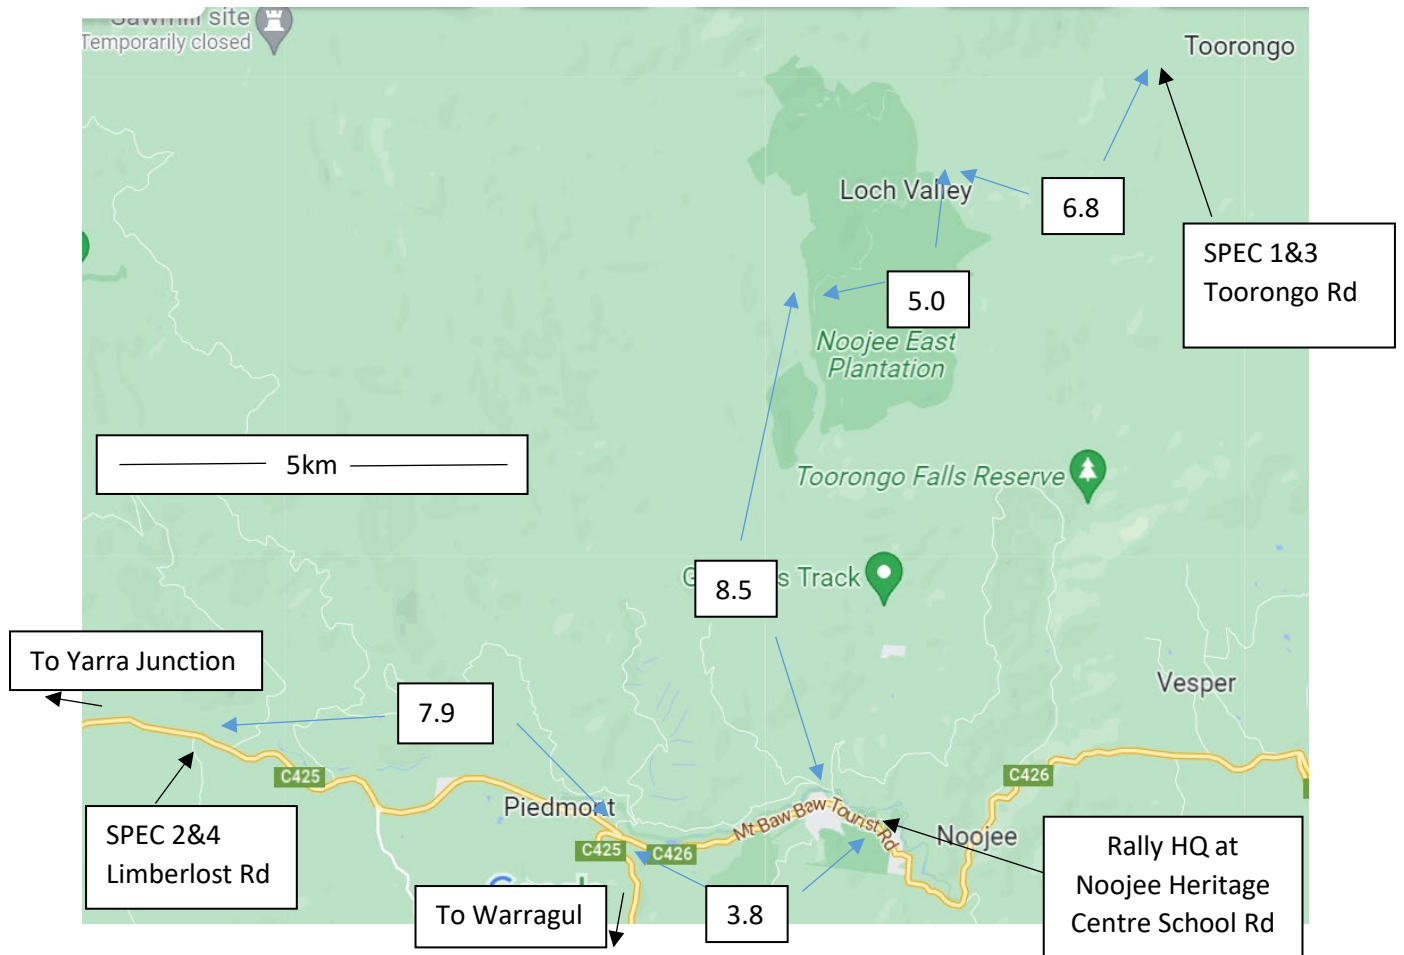 Sawmill site
Temporarily closed
Toorongo
Loch Valley
6.8
SPEC 1&3
Toorongo Rd
5.0
Noojee East
Plantation
5km
Toorongo Falls Reserve
8.5
s Track
To Yarra Junction
Vesper
7.9
C425
C426
SPEC 2&4
Limberlost Rd
Piedmont
Mt Baw Baw Tourist Rd
Noojee
C425
C426
Rally HQ at
Noojee Heritage
Centre School Rd
To Warragul
3.8